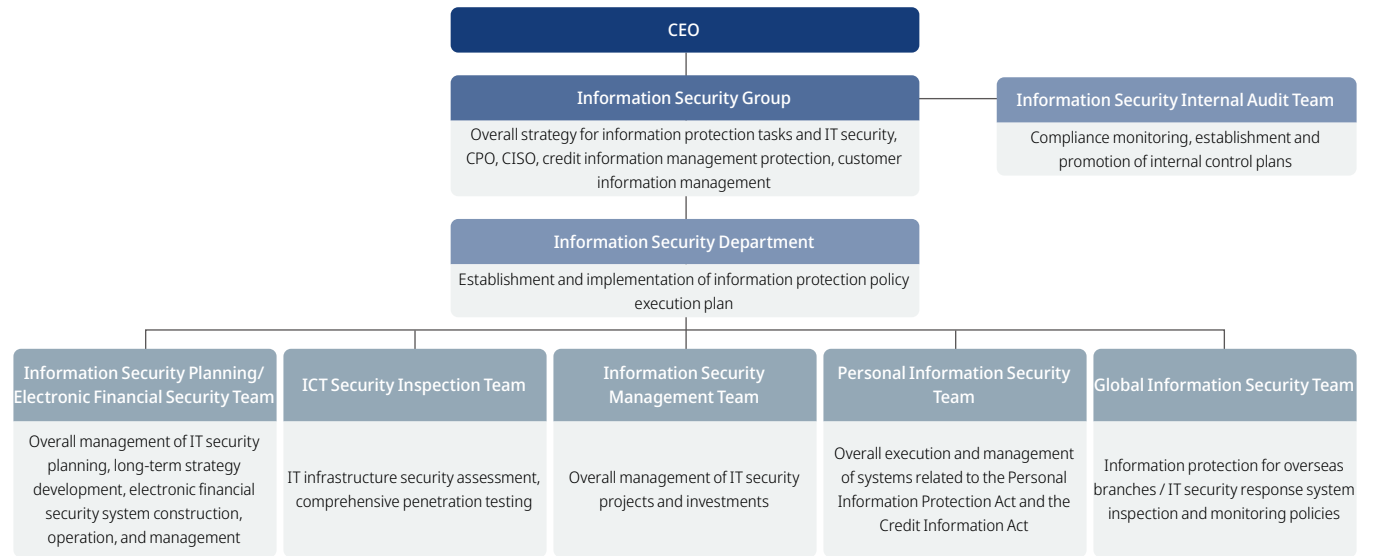 CEO
Information Security Group
Overall strategy for information protection tasks and IT security,
CPO, CISO, credit information management protection, customer
information management
Information Security Internal Audit Team
Compliance monitoring, establishment and
promotion of internal control plans
Information Security Department
Establishment and implementation of information protection policy
execution plan
Information Security Planning/
Electronic Financial Security Team
Overall management of IT security
planning, long-term strategy
development, electronic financial
security system construction,
operation, and management
ICT Security Inspection Team
IT infrastructure security assessment,
comprehensive penetration testing
Information Security
Management Team
Overall management of IT security
projects and investments
Personal Information Security
Team
Overall execution and management
of systems related to the Personal
Information Protection Act and the
Credit Information Act
Global Information Security Team
Information protection for overseas
branches / IT security response system
inspection and monitoring policies